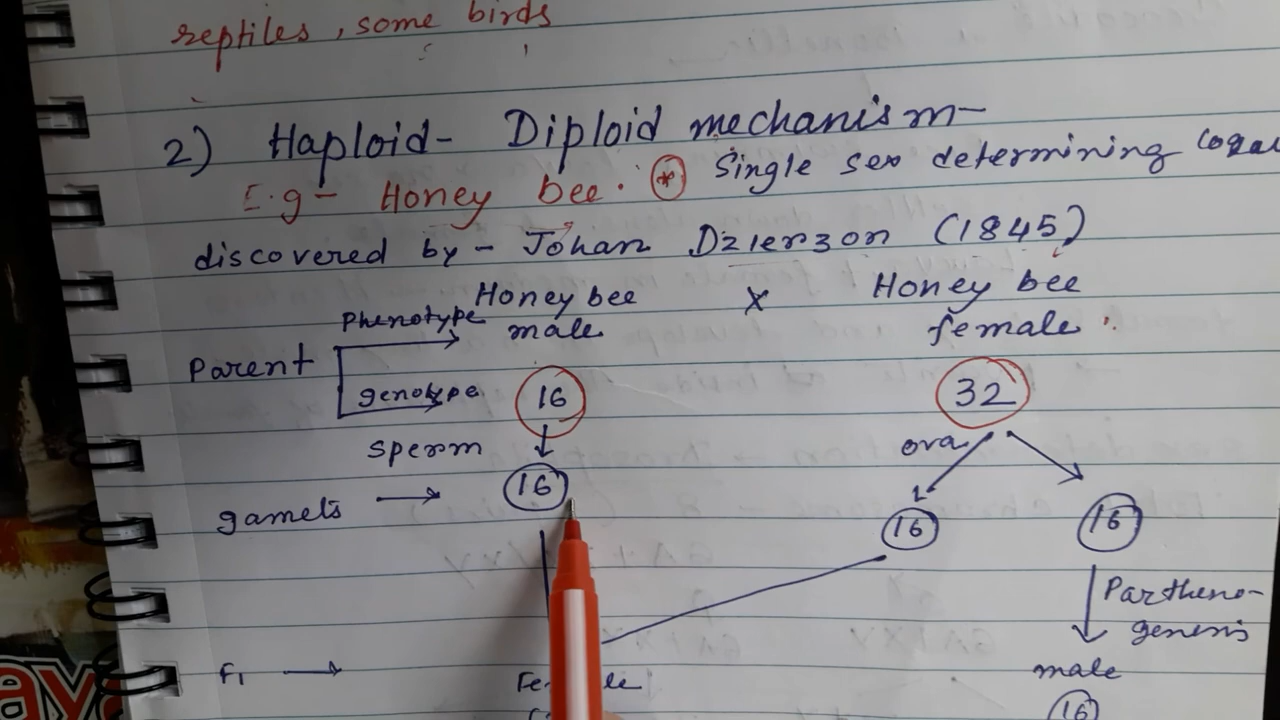 reptiles, some birds
2) Haploid- Diploid mechanism-
E.g- Honey bee. * Single sex determining
discovered by- Johan Dzierzon (1845)
Honey bee male X Honey bee female
Parent
Phenotype
genotype 16 32
sperm ova
gamets → 16 16 16
Partheno-
genesis
F1 → male
16